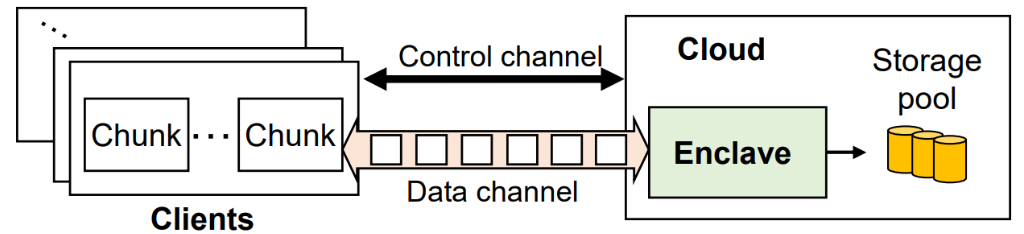 Control channel
Cloud
Storage
pool
Chunk ··· Chunk
Enclave
Data channel
Clients